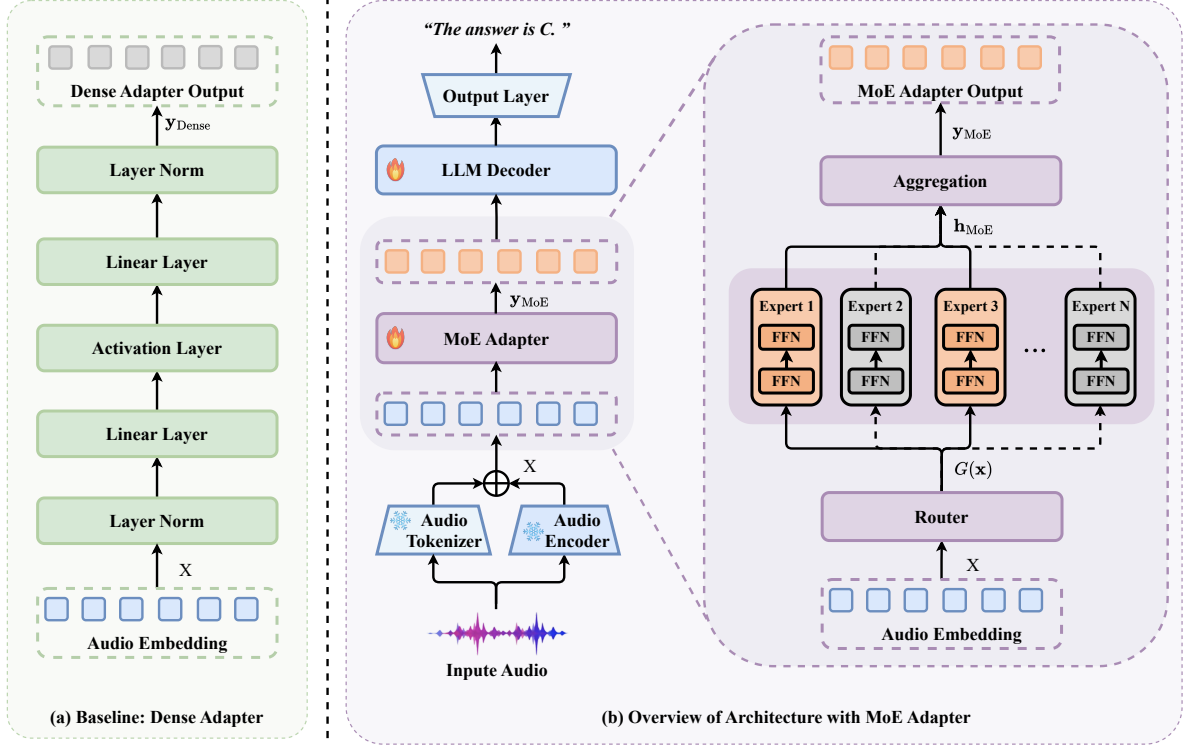 Dense Adapter Output
y_Dense
Layer Norm
Linear Layer
Activation Layer
Linear Layer
Layer Norm
X
Audio Embedding
(a) Baseline: Dense Adapter
“The answer is C. ”
Output Layer
LLM Decoder
y_MoE
MoE Adapter
X
Audio
Tokenizer
Audio
Encoder
Inpute Audio
MoE Adapter Output
y_MoE
Aggregation
h_MoE
Expert 1
FFN
FFN
Expert 2
FFN
FFN
Expert 3
FFN
FFN
...
Expert N
FFN
FFN
G(x)
Router
X
Audio Embedding
(b) Overview of Architecture with MoE Adapter